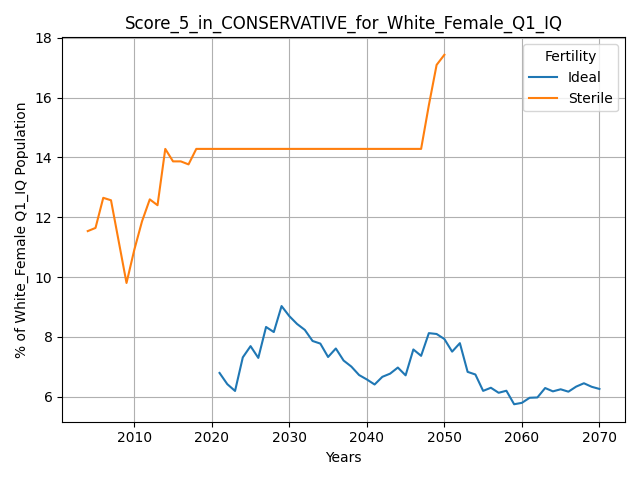 Score_5_in_CONSERVATIVE_for_White_Female_Q1_IQ
18
16
14
12
10
8
6
% of White_Female Q1_IQ Population
Fertility
Ideal
Sterile
2010 2020 2030 2040 2050 2060 2070
Years